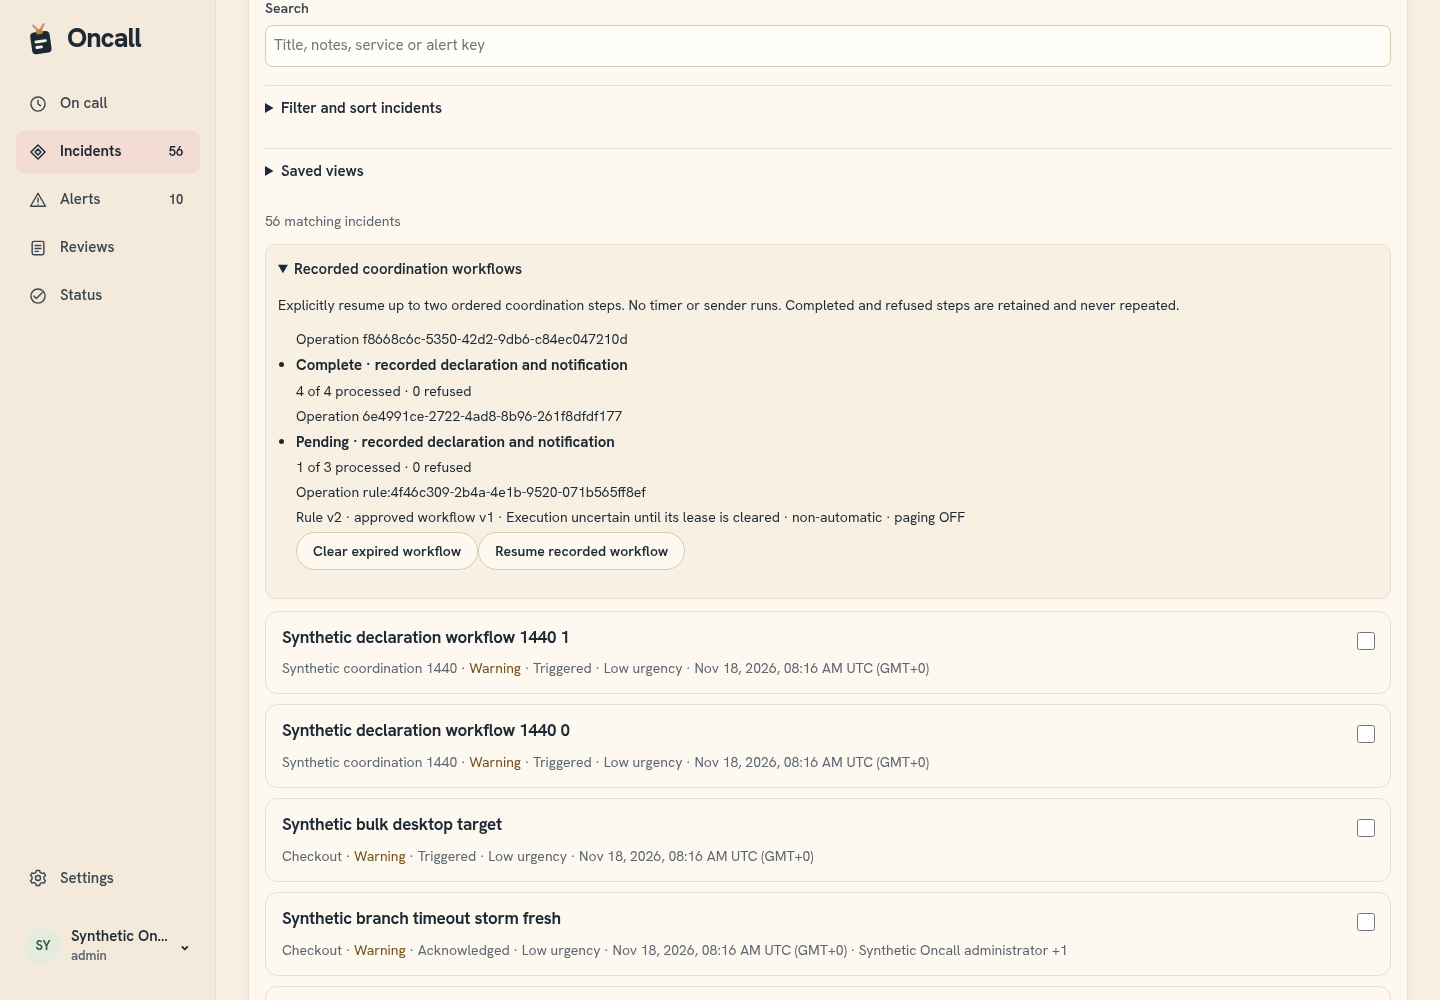 Oncall
On call
Incidents 56
Alerts 10
Reviews
Status
Settings
SY
Synthetic On...
admin
Search
Title, notes, service or alert key
Filter and sort incidents
Saved views
56 matching incidents
Recorded coordination workflows
Explicitly resume up to two ordered coordination steps. No timer or sender runs. Completed and refused steps are retained and never repeated.
Operation f8668c6c-5350-42d2-9db6-c84ec047210d
Complete · recorded declaration and notification
4 of 4 processed · 0 refused
Operation 6e4991ce-2722-4ad8-8b96-261f8dfdf177
Pending · recorded declaration and notification
1 of 3 processed · 0 refused
Operation rule:4f46c309-2b4a-4e1b-9520-071b565ff8ef
Rule v2 · approved workflow v1 · Execution uncertain until its lease is cleared · non-automatic · paging OFF
Clear expired workflow
Resume recorded workflow
Synthetic declaration workflow 1440 1
Synthetic coordination 1440 · Warning · Triggered · Low urgency · Nov 18, 2026, 08:16 AM UTC (GMT+0)
Synthetic declaration workflow 1440 0
Synthetic coordination 1440 · Warning · Triggered · Low urgency · Nov 18, 2026, 08:16 AM UTC (GMT+0)
Synthetic bulk desktop target
Checkout · Warning · Triggered · Low urgency · Nov 18, 2026, 08:16 AM UTC (GMT+0)
Synthetic branch timeout storm fresh
Checkout · Warning · Acknowledged · Low urgency · Nov 18, 2026, 08:16 AM UTC (GMT+0) · Synthetic Oncall administrator +1